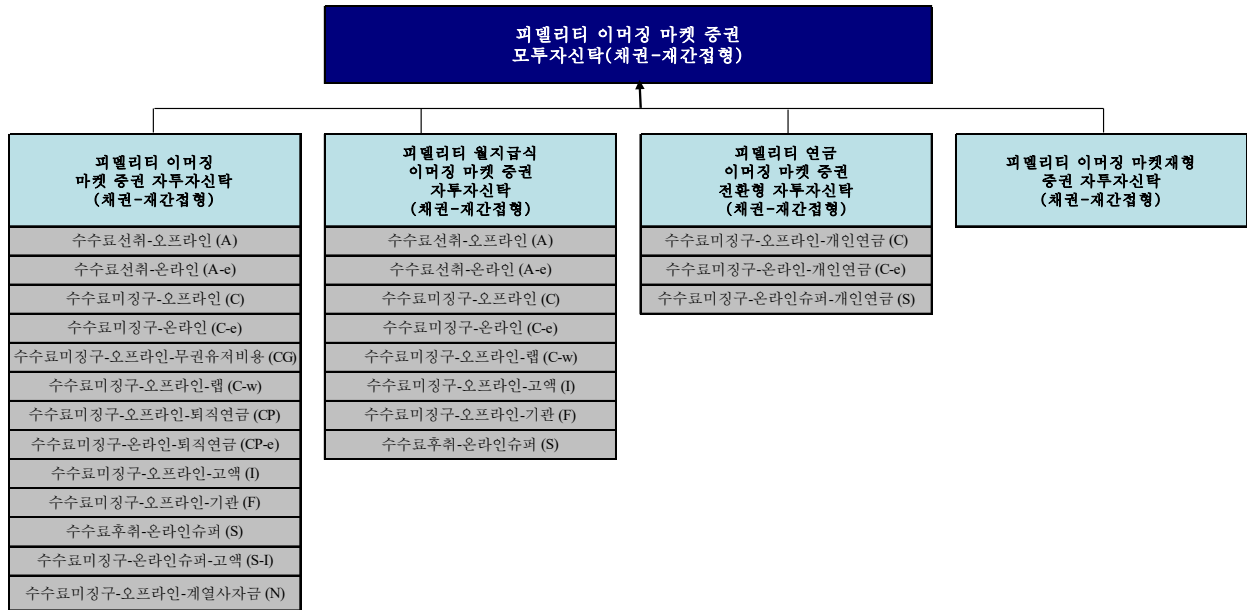 피델리티 이머징 마켓 증권
모투자신탁(채권-재간접형)
피델리티 이머징
마켓 증권 자투자신탁
(채권-재간접형)
수수료선취-오프라인 (A)
수수료선취-온라인 (A-e)
수수료미징구-오프라인 (C)
수수료미징구-온라인 (C-e)
수수료미징구-오프라인-무권유저비용 (CG)
수수료미징구-오프라인-랩 (C-w)
수수료미징구-오프라인-퇴직연금 (CP)
수수료미징구-온라인-퇴직연금 (CP-e)
수수료미징구-오프라인-고액 (I)
수수료미징구-오프라인-기관 (F)
수수료후취-온라인슈퍼 (S)
수수료미징구-온라인슈퍼-고액 (S-I)
수수료미징구-오프라인-계열사자금 (N)
피델리티 월지급식
이머징 마켓 증권
자투자신탁
(채권-재간접형)
수수료선취-오프라인 (A)
수수료선취-온라인 (A-e)
수수료미징구-오프라인 (C)
수수료미징구-온라인 (C-e)
수수료미징구-오프라인-랩 (C-w)
수수료미징구-오프라인-고액 (I)
수수료미징구-오프라인-기관 (F)
수수료후취-온라인슈퍼 (S)
피델리티 연금
이머징 마켓 증권
전환형 자투자신탁
(채권-재간접형)
수수료미징구-오프라인-개인연금 (C)
수수료미징구-온라인-개인연금 (C-e)
수수료미징구-온라인슈퍼-개인연금 (S)
피델리티 이머징 마켓재형
증권 자투자신탁
(채권-재간접형)